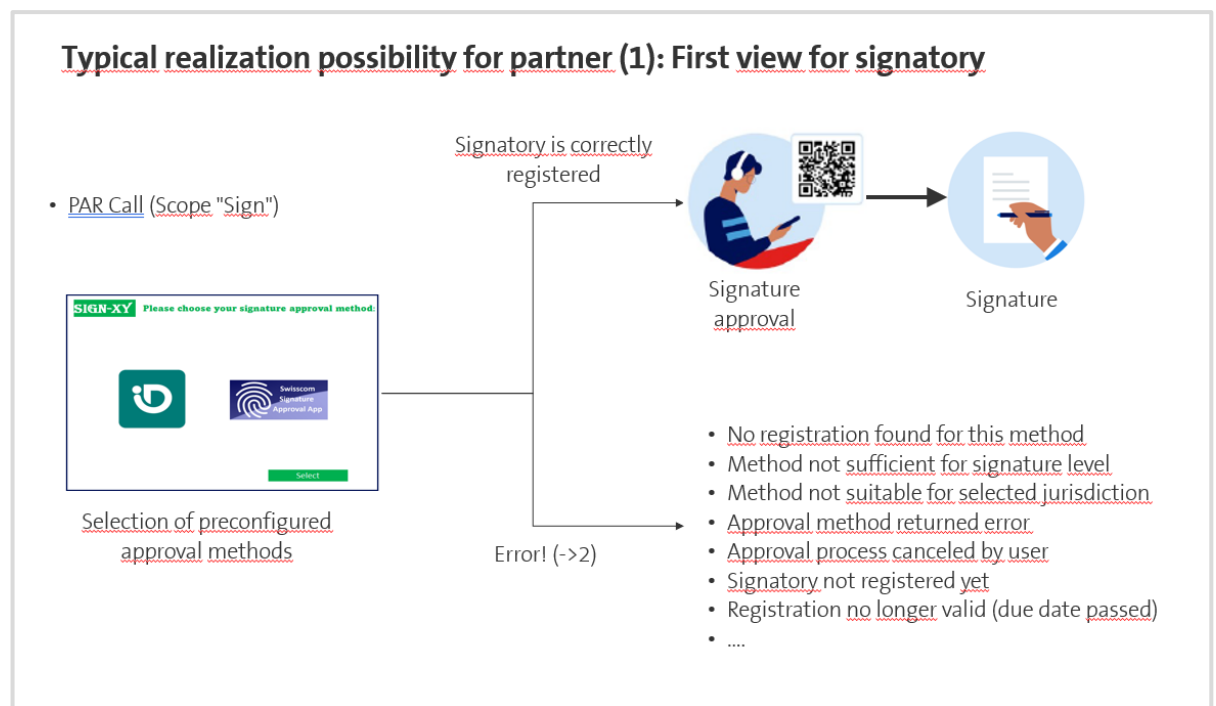 Typical realization possibility for partner (1): First view for signatory
• PAR Call (Scope "Sign")
SIGN-XY Please choose your signature approval method:
iD
Swisscom
Signature
Approval App
Select
Selection of preconfigured
approval methods
Signatory is correctly
registered
Signature
approval
Signature
Error! (->2)
• No registration found for this method
• Method not sufficient for signature level
• Method not suitable for selected jurisdiction
• Approval method returned error
• Approval process canceled by user
• Signatory not registered yet
• Registration no longer valid (due date passed)
• ....